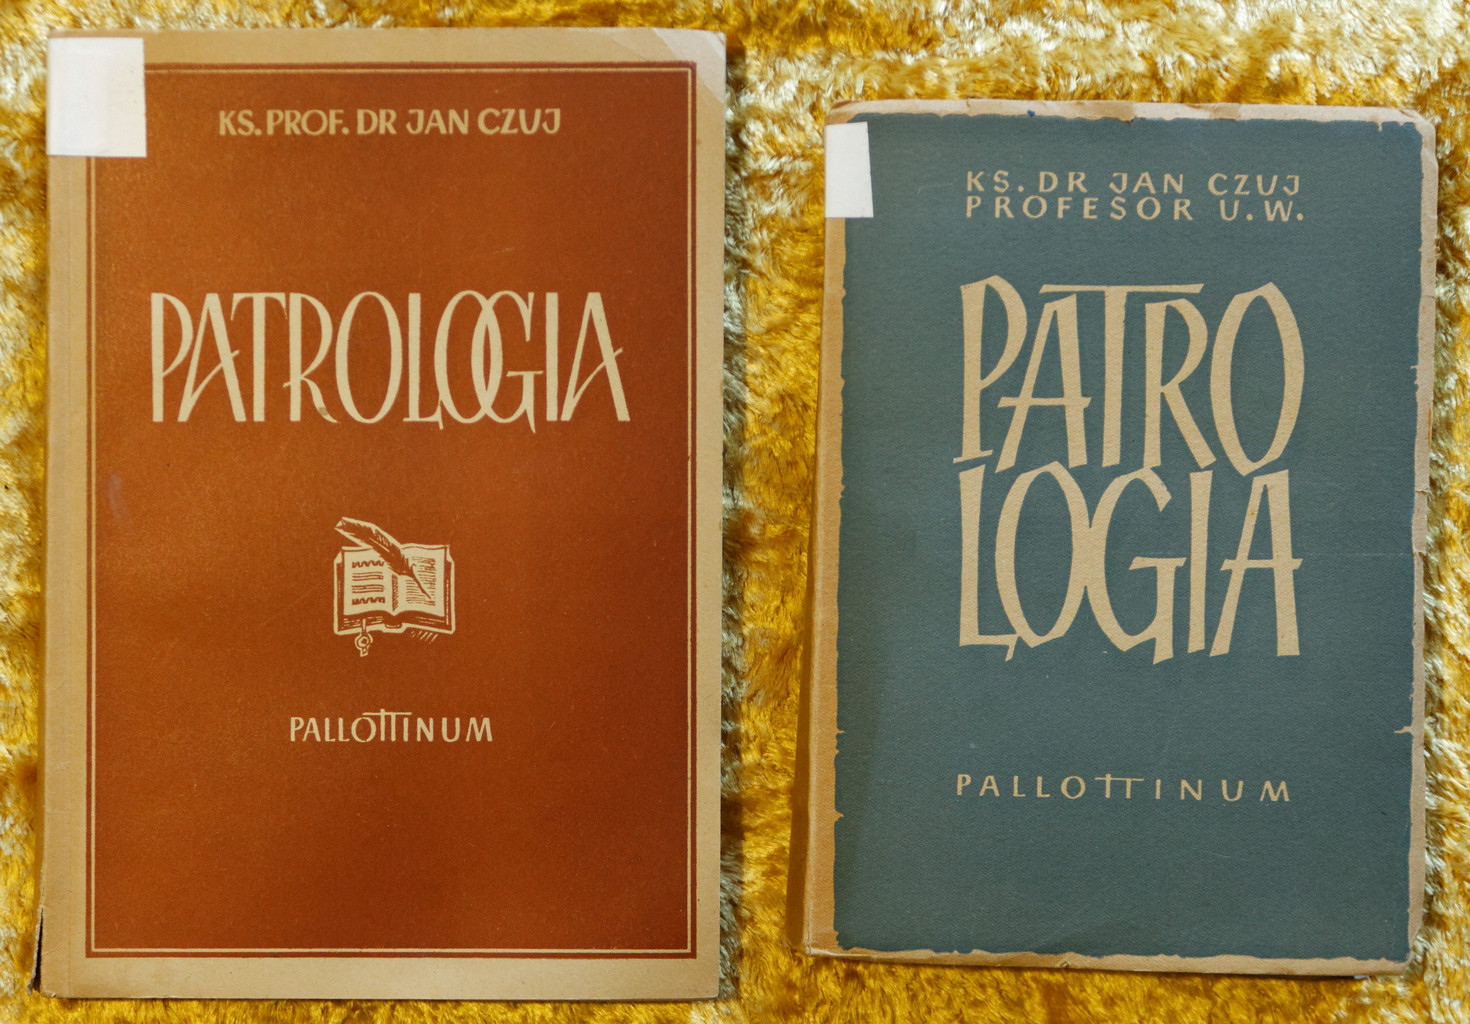 KS. PROF. DR JAN CZUJ
PATROLOGIA
PALLOTTINUM
KS. DR JAN CZUJ
PROFESOR U.W.
PATRO
LOGIA
PALLOTTINUM